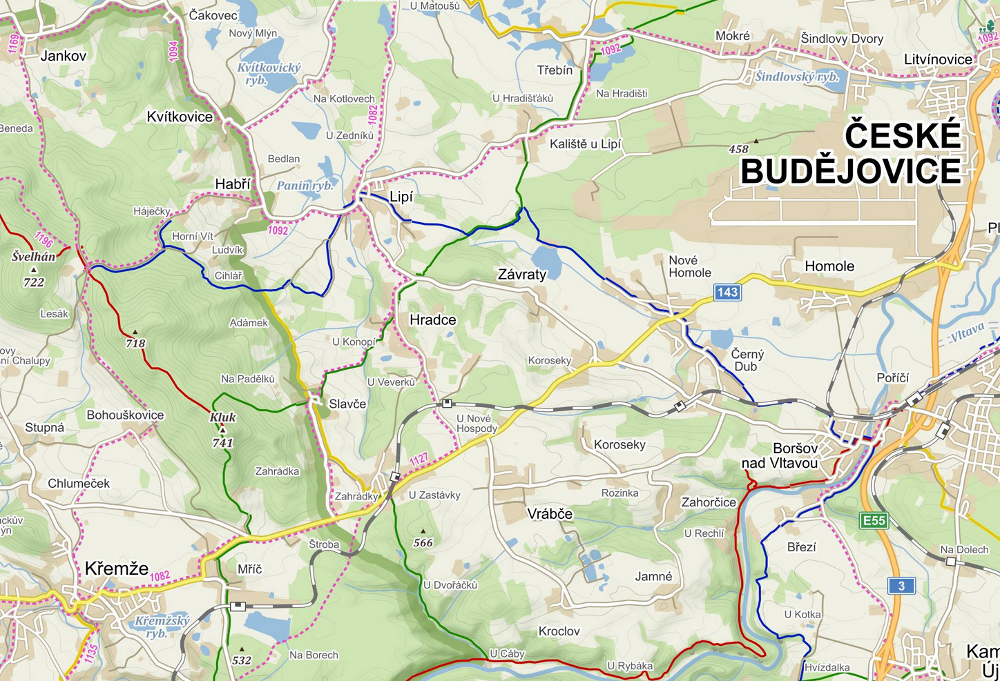 Čakovec
U Matoušů
Nový Mlýn
Mokré
Šindlovy Dvory
1092
1169
Jankov
1094
Kvítkovický
ryb.
1092
Třebín
Litvínovice
Šindlovský ryb.
Na Hradišti
Na Kotlovech
U Hradišťáků
Kvítkovice
1082
Beneda
U Zedníků
Kaliště u Lipí
458
ČESKÉ
BUDĚJOVICE
Bedlan
Habří
Panin ryb.
Lipí
Háječky
1092
Horní Vít
Ludvík
1196
Švelhán
722
Cihlář
Závraty
Nové
Homole
Homole
143
Lesák
Adámek
Hradce
718
U Konopí
Vltava
Černý
Dub
Koroseky
Na Padělků
U Veverků
Slavče
Poříčí
Bohouškovice
Kluk
741
Stupná
U Nové
Hospody
Koroseky
Boršov
nad Vltavou
1127
Zahrádka
Chlumeček
Zahrádky
U Zastávky
Rozinka
Zahorčice
Vrábče
E55
U Rechlí
566
Štroba
Březí
Na Dolech
Křemže
1082
Mříč
Jamné
U Dvořáčků
3
Křemžský
ryb.
U Kotka
Kroclov
1135
532
Na Borech
U Cáby
U Rybáka
Hvízdalka
Kam
Új